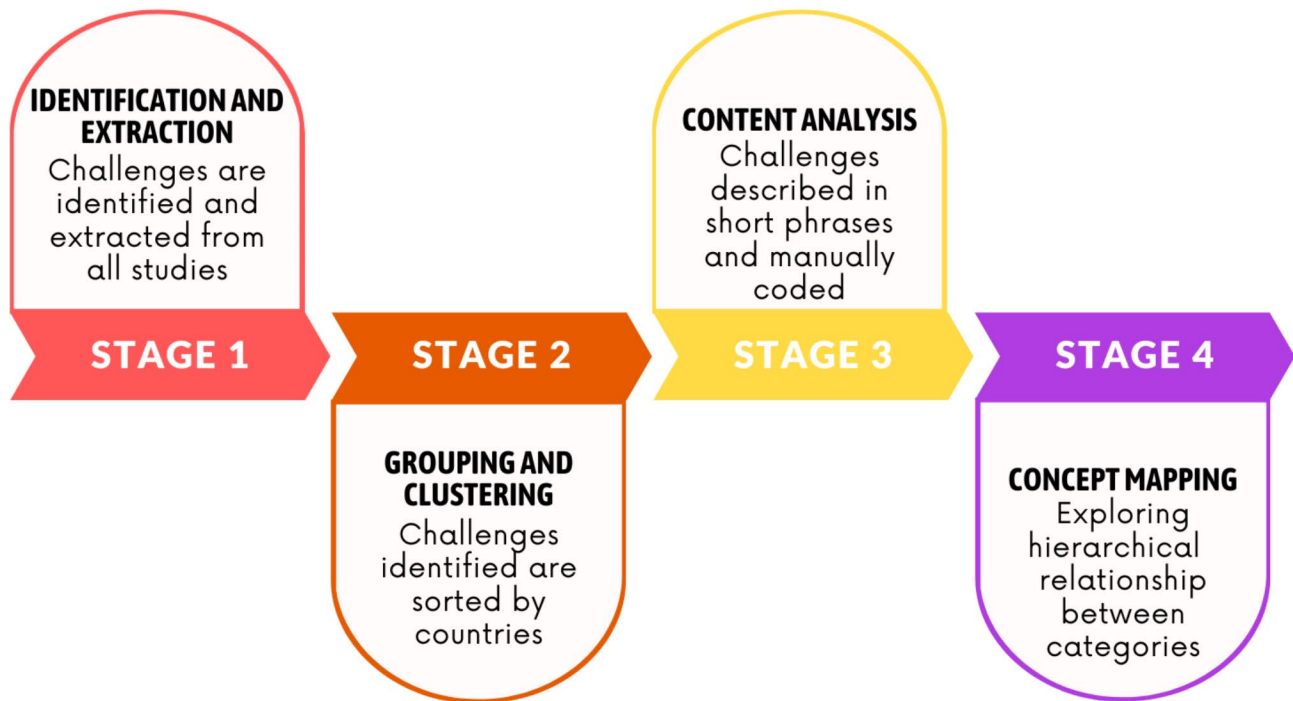 IDENTIFICATION AND
EXTRACTION
Challenges are
identified and
extracted from
all studies
STAGE 1
STAGE 2
GROUPING AND
CLUSTERING
Challenges
identified are
sorted by
countries
CONTENT ANALYSIS
Challenges
described in
short phrases
and manually
coded
STAGE 3
STAGE 4
CONCEPT MAPPING
Exploring
hierarchical
relationship
between
categories